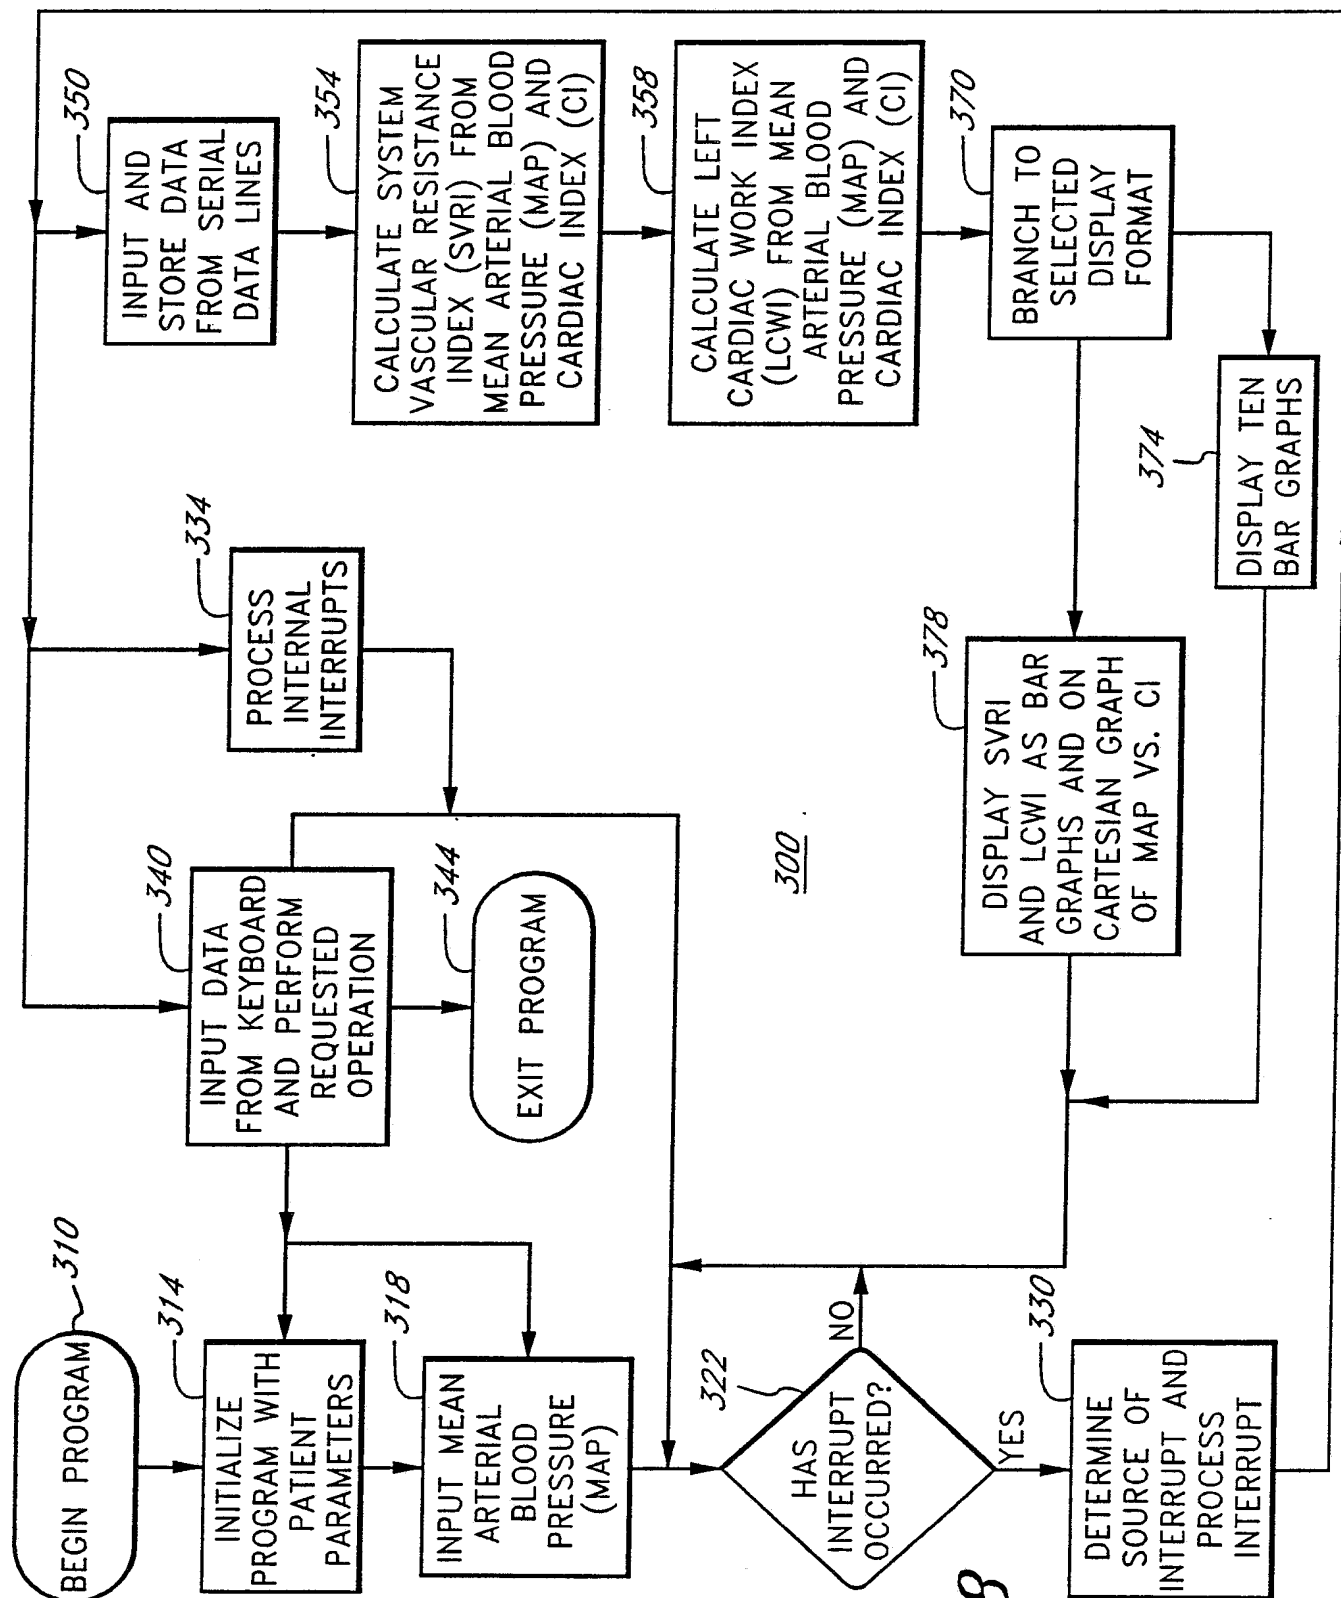 310
BEGIN PROGRAM
314
INITIALIZE
PROGRAM WITH
PATIENT
PARAMETERS
318
INPUT MEAN
ARTERIAL
BLOOD
PRESSURE
(MAP)
322
HAS
INTERRUPT
OCCURRED?
NO
YES
330
DETERMINE
SOURCE OF
INTERRUPT AND
PROCESS
INTERRUPT
340
INPUT DATA
FROM KEYBOARD
AND PERFORM
REQUESTED
OPERATION
344
EXIT PROGRAM
334
PROCESS
INTERNAL
INTERRUPTS
300
350
INPUT AND
STORE DATA
FROM SERIAL
DATA LINES
354
CALCULATE SYSTEM
VASCULAR RESISTANCE
INDEX (SVRI) FROM
MEAN ARTERIAL BLOOD
PRESSURE (MAP) AND
CARDIAC INDEX (CI)
358
CALCULATE LEFT
CARDIAC WORK INDEX
(LCWI) FROM MEAN
ARTERIAL BLOOD
PRESSURE (MAP) AND
CARDIAC INDEX (CI)
370
BRANCH TO
SELECTED
DISPLAY
FORMAT
378
DISPLAY SVRI
AND LCWI AS BAR
GRAPHS AND ON
CARTESIAN GRAPH
OF MAP VS. CI
374
DISPLAY TEN
BAR GRAPHS
8